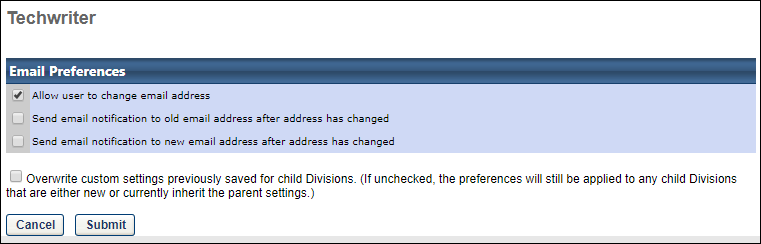 Techwriter
Email Preferences
Allow user to change email address
Send email notification to old email address after address has changed
Send email notification to new email address after address has changed
Overwrite custom settings previously saved for child Divisions. (If unchecked, the preferences will still be applied to any child Divisions
that are either new or currently inherit the parent settings.)
Cancel Submit